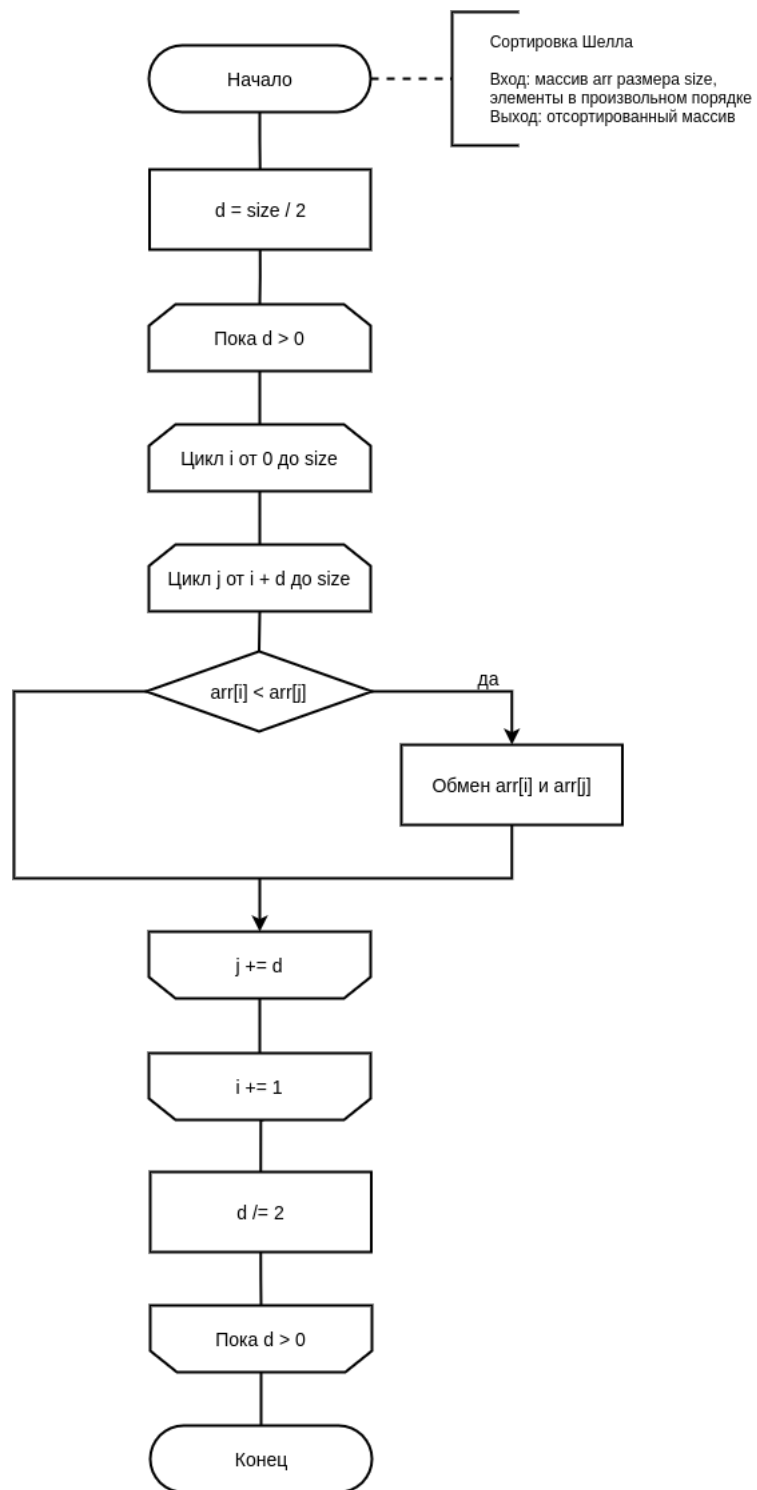 Начало
Сортировка Шелла
Вход: массив arr размера size,
элементы в произвольном порядке
Выход: отсортированный массив
d = size / 2
Пока d > 0
Цикл i от 0 до size
Цикл j от i + d до size
arr[i] < arr[j]
да
Обмен arr[i] и arr[j]
j += d
i += 1
d /= 2
Пока d > 0
Конец